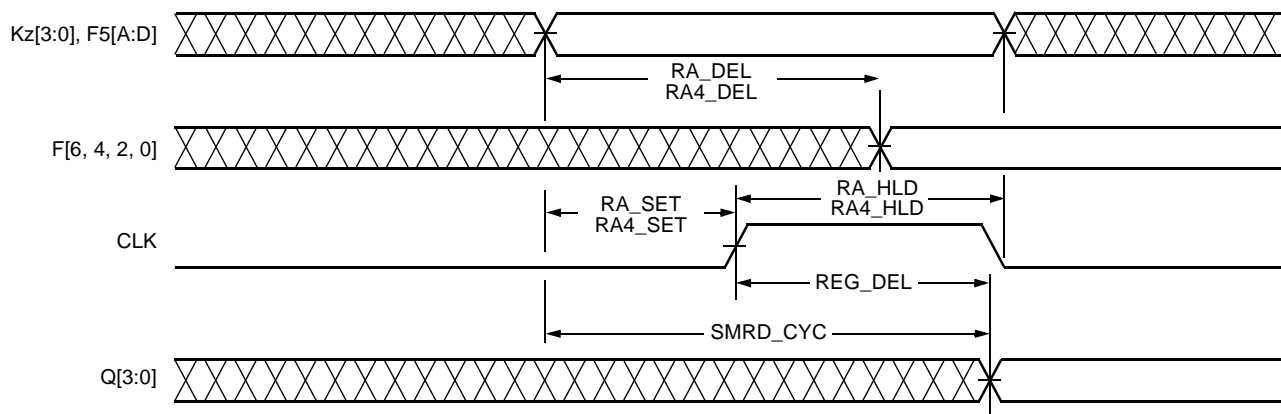 Kz[3:0], F5[A:D]
RA_DEL
RA4_DEL
F[6, 4, 2, 0]
RA_SET
RA4_SET
RA_HLD
RA4_HLD
CLK
REG_DEL
SMRD_CYC
Q[3:0]